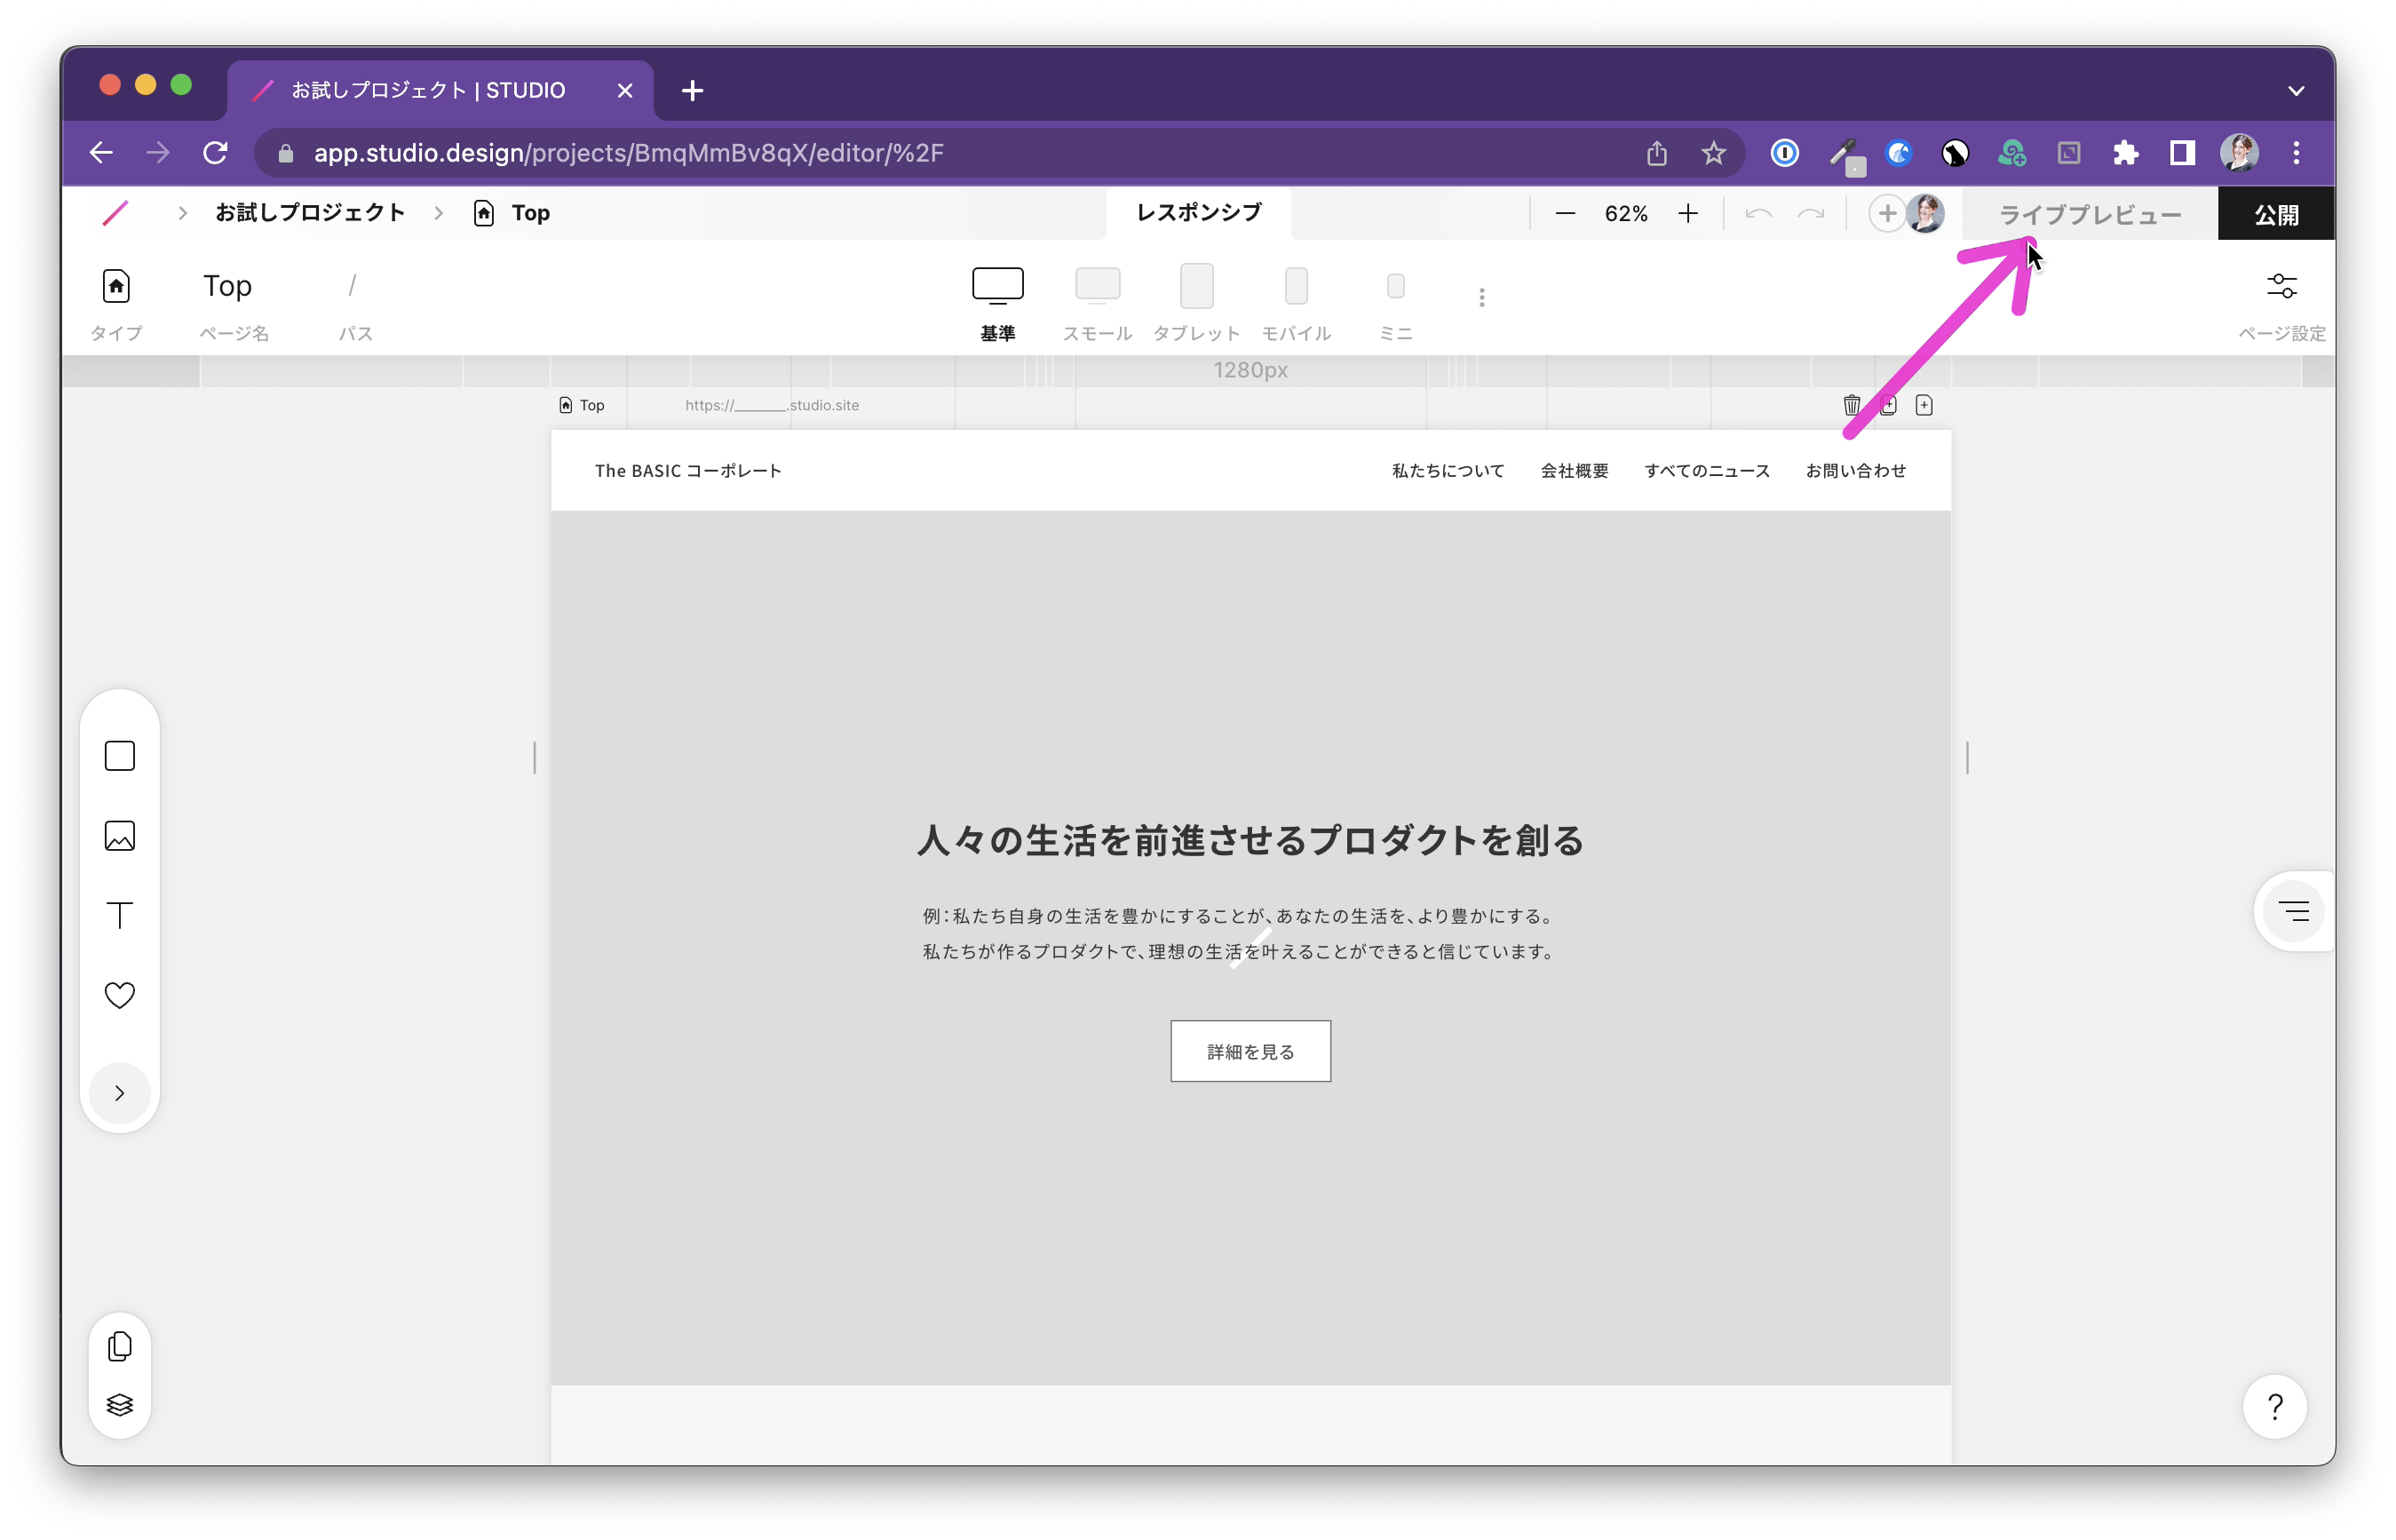 お試しプロジェクト | STUDIO
app.studio.design/projects/BmqMmBv8qX/editor/%2F
お試しプロジェクト
Top
レスポンシブ
62%
ライブプレビュー
公開
Top
/
タイプ
ページ名
パス
基準
スモール
タブレット
モバイル
ミニ
ページ設定
1280px
Top
https://________.studio.site
The BASIC コーポレート
私たちについて
会社概要
すべてのニュース
お問い合わせ
人々の生活を前進させるプロダクトを創る
例：私たち自身の生活を豊かにすることが、あなたの生活を、より豊かにする。
私たちが作るプロダクトで、理想の生活を叶えることができると信じています。
詳細を見る
?